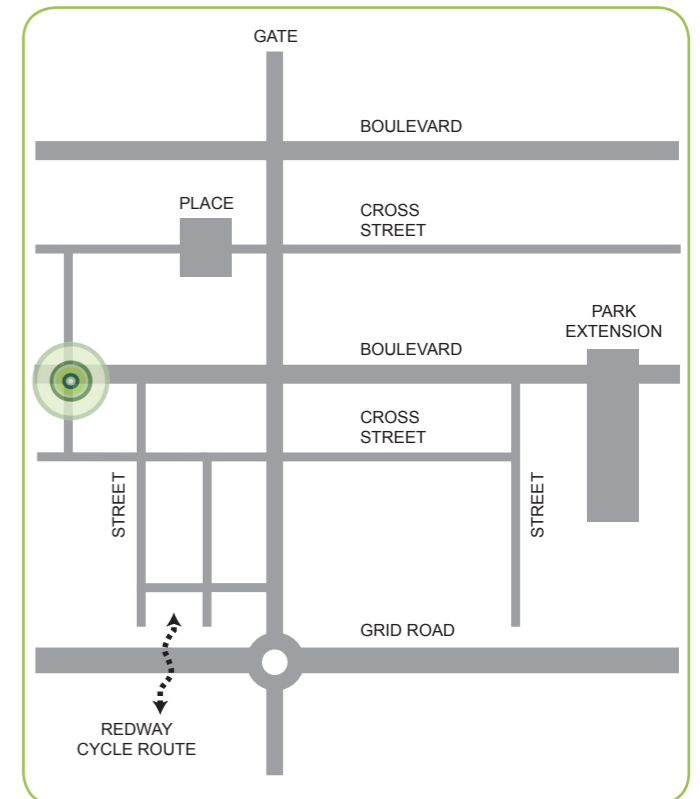 GATE
BOULEVARD
PLACE
CROSS
STREET
PARK
EXTENSION
BOULEVARD
CROSS
STREET
STREET
STREET
GRID ROAD
REDWAY
CYCLE ROUTE